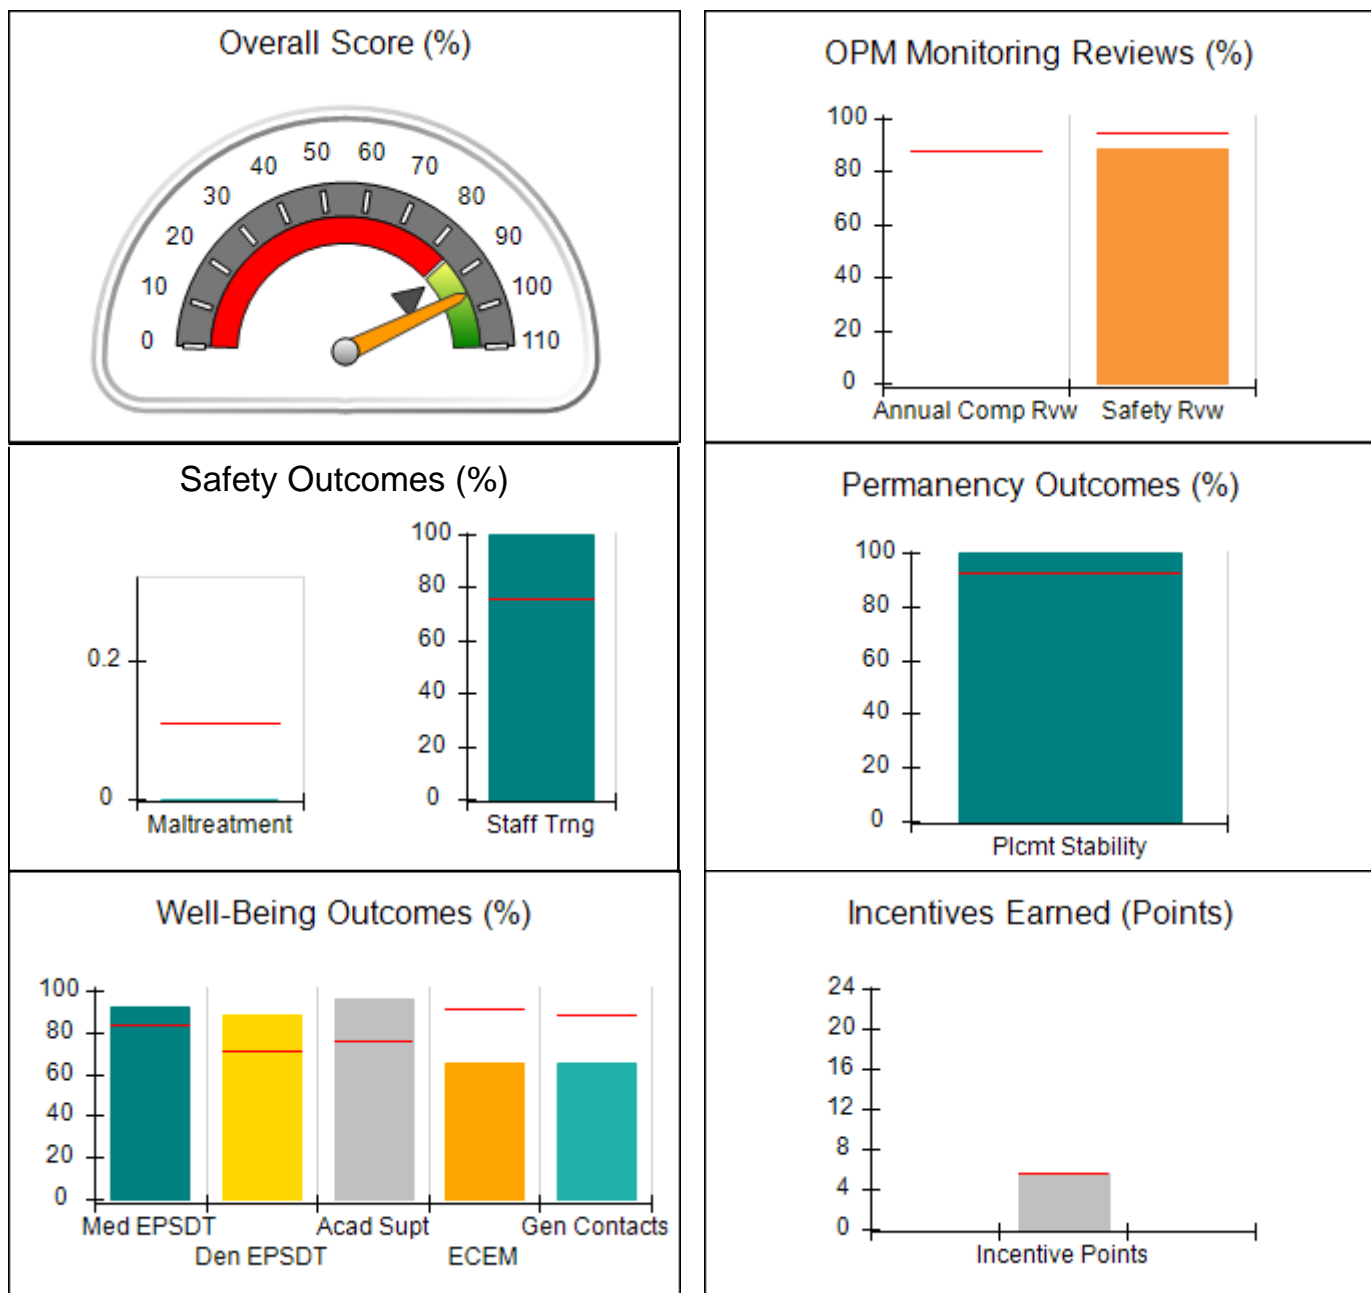 Overall Score (%)
0
10
20
30
40
50
60
70
80
90
100
110
OPM Monitoring Reviews (%)
100
80
60
40
20
0
Annual Comp Rvw
Safety Rvw
Safety Outcomes (%)
0.2
0
Maltreatment
100
80
60
40
20
0
Staff Trng
Permanency Outcomes (%)
100
80
60
40
20
0
Plcmt Stability
Well-Being Outcomes (%)
100
80
60
40
20
0
Med EPSDT
Den EPSDT
Acad Supt
ECEM
Gen Contacts
Incentives Earned (Points)
24
20
16
12
8
4
0
Incentive Points